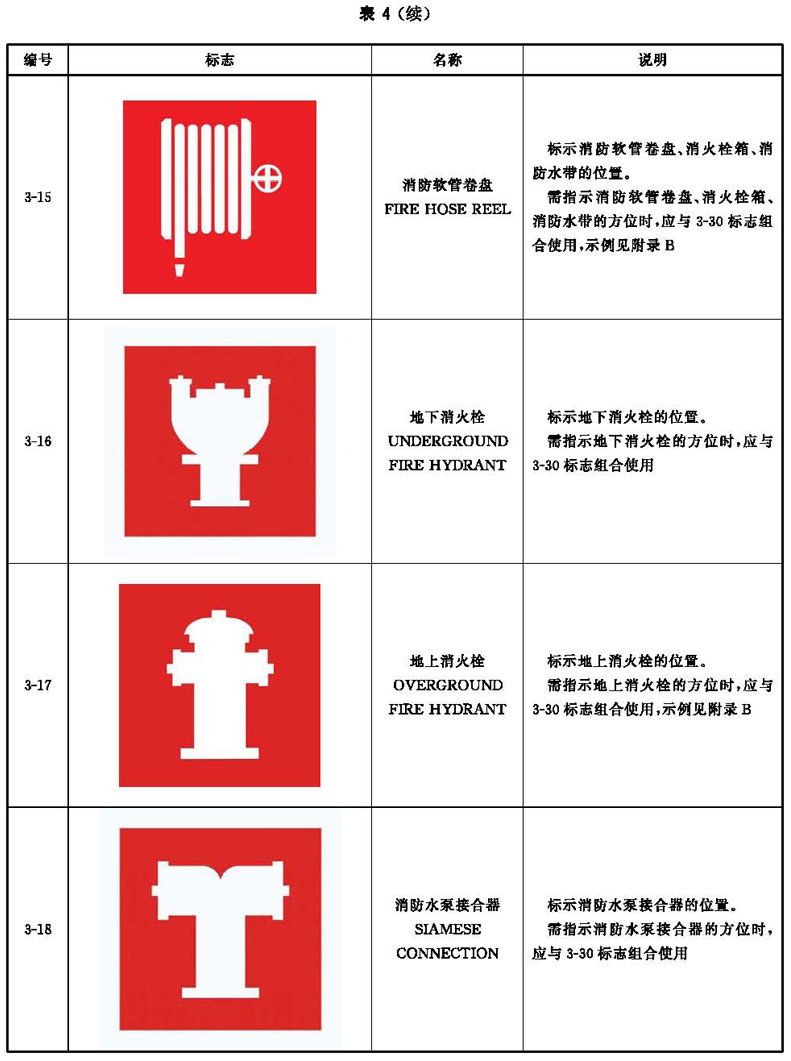 表 4（续）
编号 标志 名称 说明
3-15
消防软管卷盘
FIRE HOSE REEL
标示消防软管卷盘、消火栓箱、消
防水带的位置。
需指示消防软管卷盘、消火栓箱、
消防水带的方位时,应与 3-30 标志组
合使用,示例见附录 B
3-16
地下消火栓
UNDERGROUND
FIRE HYDRANT
标示地下消火栓的位置。
需指示地下消火栓的方位时,应与
3-30 标志组合使用
3-17
地上消火栓
OVERGROUND
FIRE HYDRANT
标示地上消火栓的位置。
需指示地上消火栓的方位时,应与
3-30 标志组合使用,示例见附录 B
3-18
消防水泵接合器
SIAMESE
CONNECTION
标示消防水泵接合器的位置。
需指示消防水泵接合器的方位时,
应与 3-30 标志组合使用